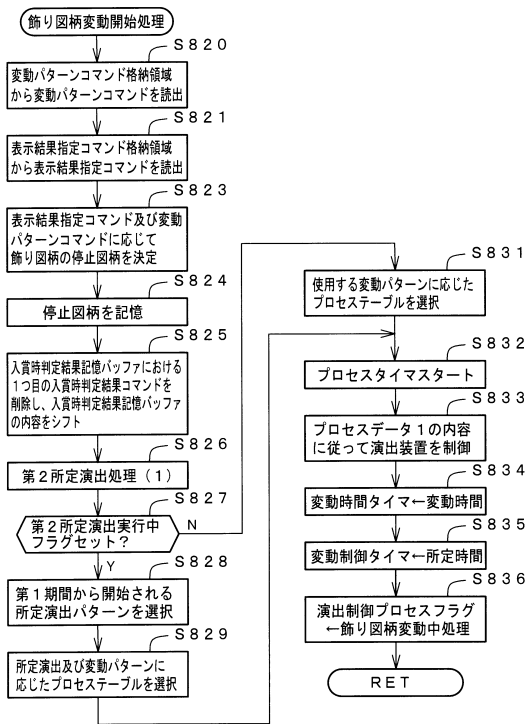 飾り図柄変動開始処理
S820
変動パターンコマンド格納領域
から変動パターンコマンドを読出
S821
表示結果指定コマンド格納領域
から表示結果指定コマンドを読出
S823
表示結果指定コマンド及び変動
パターンコマンドに応じて
飾り図柄の停止図柄を決定
S824
停止図柄を記憶
S825
入賞時判定結果記憶バッファにおける
1つ目の入賞時判定結果コマンドを
削除し、入賞時判定結果記憶バッファ
の内容をシフト
S826
第2所定演出処理(1)
S827
第2所定演出実行中
フラグセット?
N
Y
S828
第1期間から開始される
所定演出パターンを選択
S829
所定演出及び変動パターンに
応じたプロセステーブルを選択
S831
使用する変動パターンに応じた
プロセステーブルを選択
S832
プロセスタイマスタート
S833
プロセスデータ1の内容
に従って演出装置を制御
S834
変動時間タイマ←変動時間
S835
変動制御タイマ←所定時間
S836
演出制御プロセスフラグ
←飾り図柄変動中処理
RET